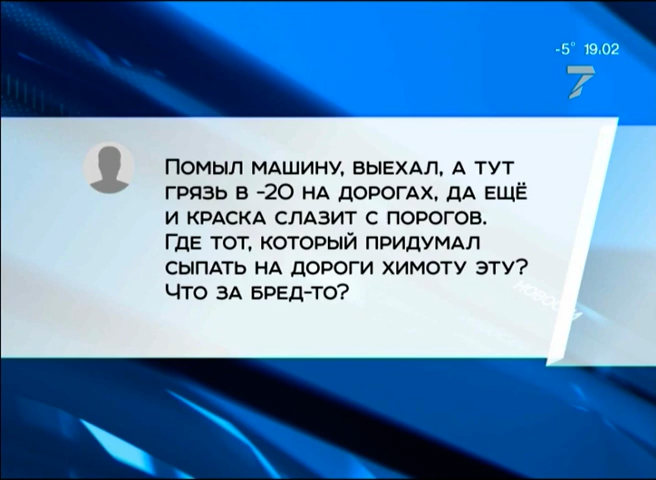 -5° 19.02
7
Помыл машину, выехал, а тут
грязь в -20 на дорогах, да ещё
и краска слазит с порогов.
Где тот, который придумал
сыпать на дороги химоту эту?
Что за бред-то?
НОВОСТИ